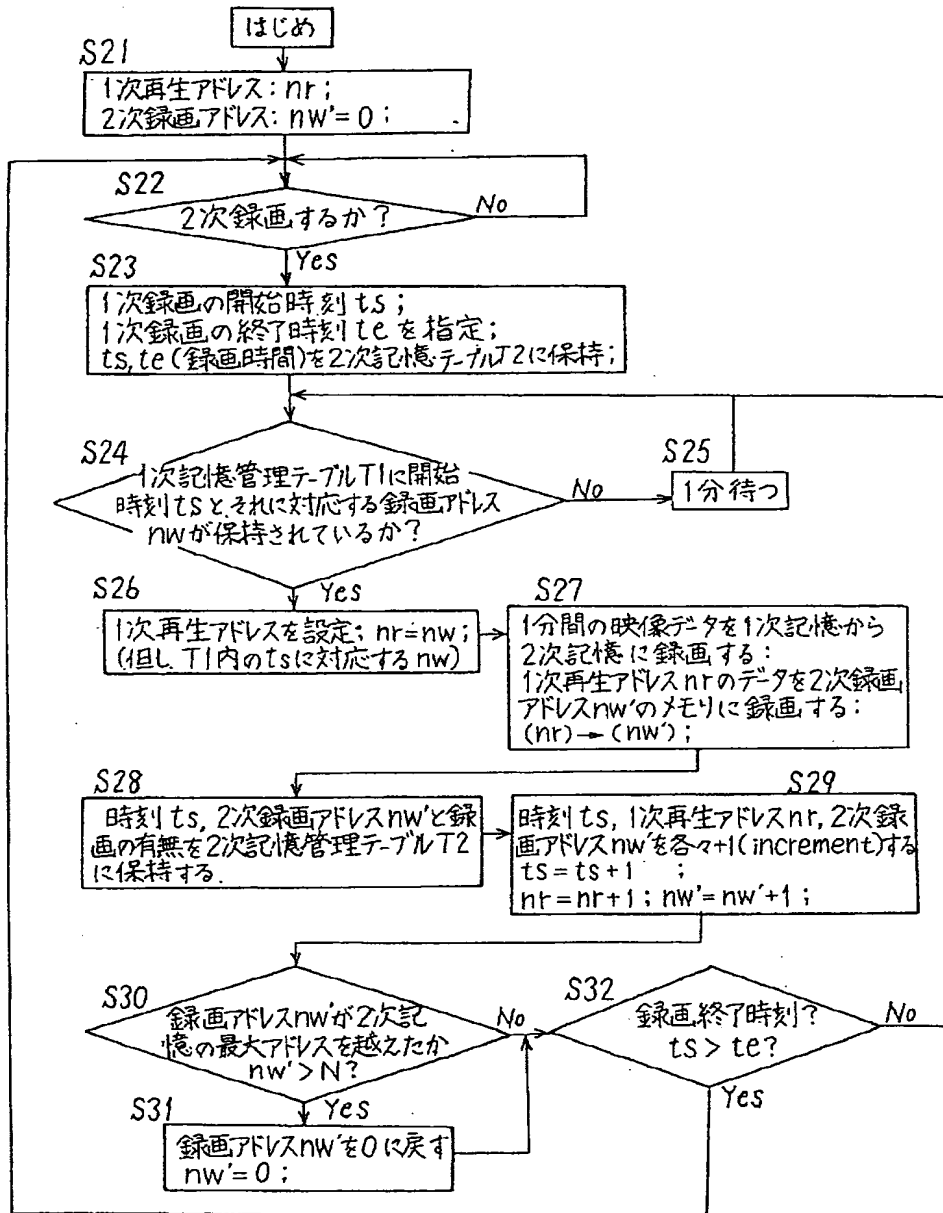 はじめ
S21
1次再生アドレス:nr;
2次録画アドレス:nw'=0;
S22
2次録画するか?
No
Yes
S23
1次録画の開始時刻ts;
1次録画の終了時刻teを指定;
ts,te(録画時間)を2次記憶テーブルT2に保持;
S24
1次記憶管理テーブルT1に開始
時刻tsと、それに対応する録画アドレス
nwが保持されているか?
No
S25
1分待つ
Yes
S26
1次再生アドレスを設定;nr=nw;
(但し、T1内のtsに対応するnw)
S27
1分間の映像データを1次記憶から
2次記憶に録画する:
1次再生アドレスnrのデータを2次録画
アドレスnw'のメモリに録画する:
(nr)→(nw');
S28
時刻ts,2次録画アドレスnw'と録
画の有無を2次記憶管理テーブルT2
に保持する.
S29
時刻ts,1次再生アドレスnr,2次録
画アドレスnw'を各々+1(increment)する
ts=ts+1 ;
nr=nr+1;nw'=nw'+1;
S30
録画アドレスnw'が2次記
憶の最大アドレスを越えたか
nw'>N?
No
Yes
S31
録画アドレスnw'を0に戻す
nw'=0;
S32
録画終了時刻?
ts>te?
No
Yes